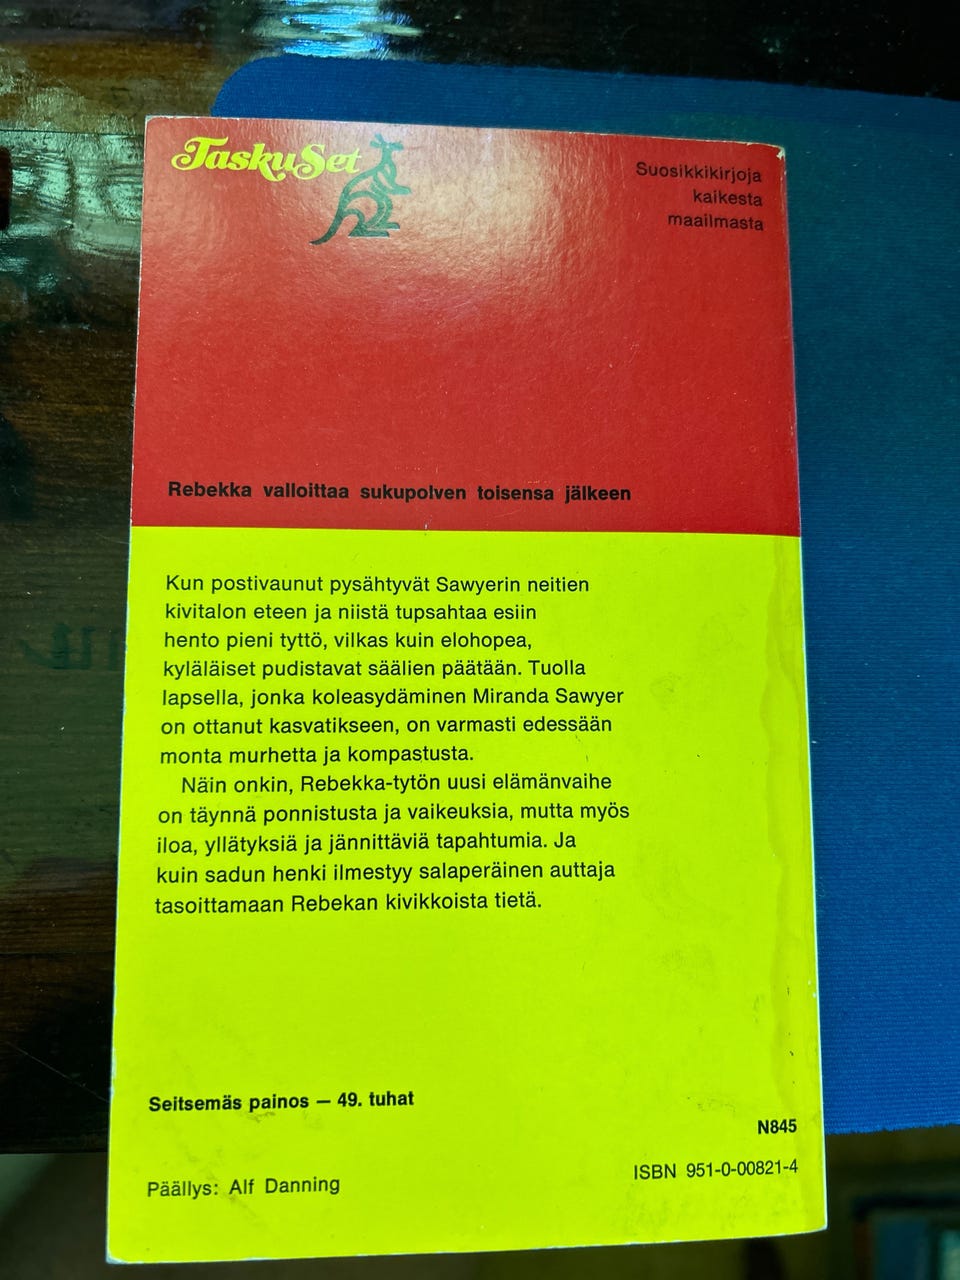 TaskuSet
Suosikkikirjoja
kaikesta
maailmasta
Rebekka valloittaa sukupolven toisensa jälkeen
Kun postivaunut pysähtyvät Sawyerin neitien
kivitalon eteen ja niistä tupsahtaa esiin
hento pieni tyttö, vilkas kuin elohopea,
kyläläiset pudistavat säälien päätään. Tuolla
lapsella, jonka koleasydäminen Miranda Sawyer
on ottanut kasvatikseen, on varmasti edessään
monta murhetta ja kompastusta.
Näin onkin, Rebekka-tytön uusi elämänvaihe
on täynnä ponnistusta ja vaikeuksia, mutta myös
iloa, yllätyksiä ja jännittäviä tapahtumia. Ja
kuin sadun henki ilmestyy salaperäinen auttaja
tasoittamaan Rebekan kivikkoista tietä.
Seitsemäs painos — 49. tuhat
N845
ISBN 951-0-00821-4
Päällys: Alf Danning